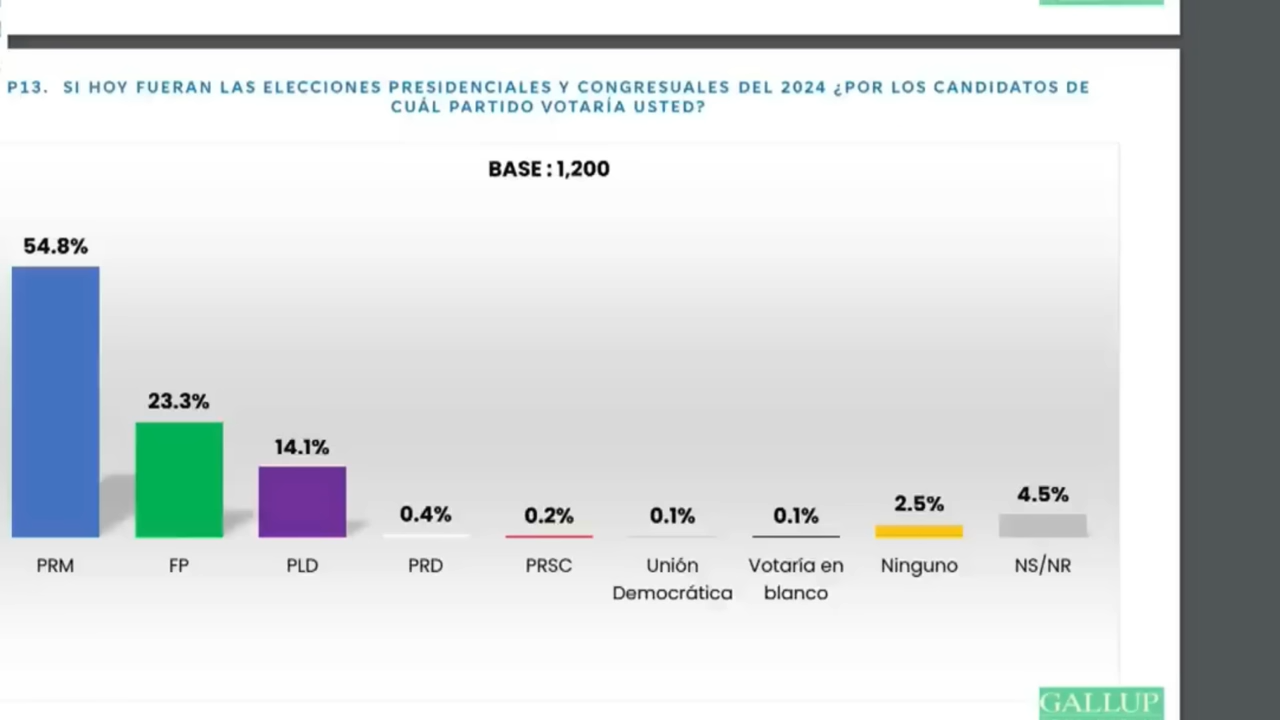 P13. SI HOY FUERAN LAS ELECCIONES PRESIDENCIALES Y CONGRESUALES DEL 2024 ¿POR LOS CANDIDATOS DE
CUÁL PARTIDO VOTARÍA USTED?
BASE : 1,200
54.8%
23.3%
14.1%
0.4%
0.2%
0.1%
0.1%
2.5%
4.5%
PRM
FP
PLD
PRD
PRSC
Unión
Democrática
Votaría en
blanco
Ninguno
NS/NR
GALLUP